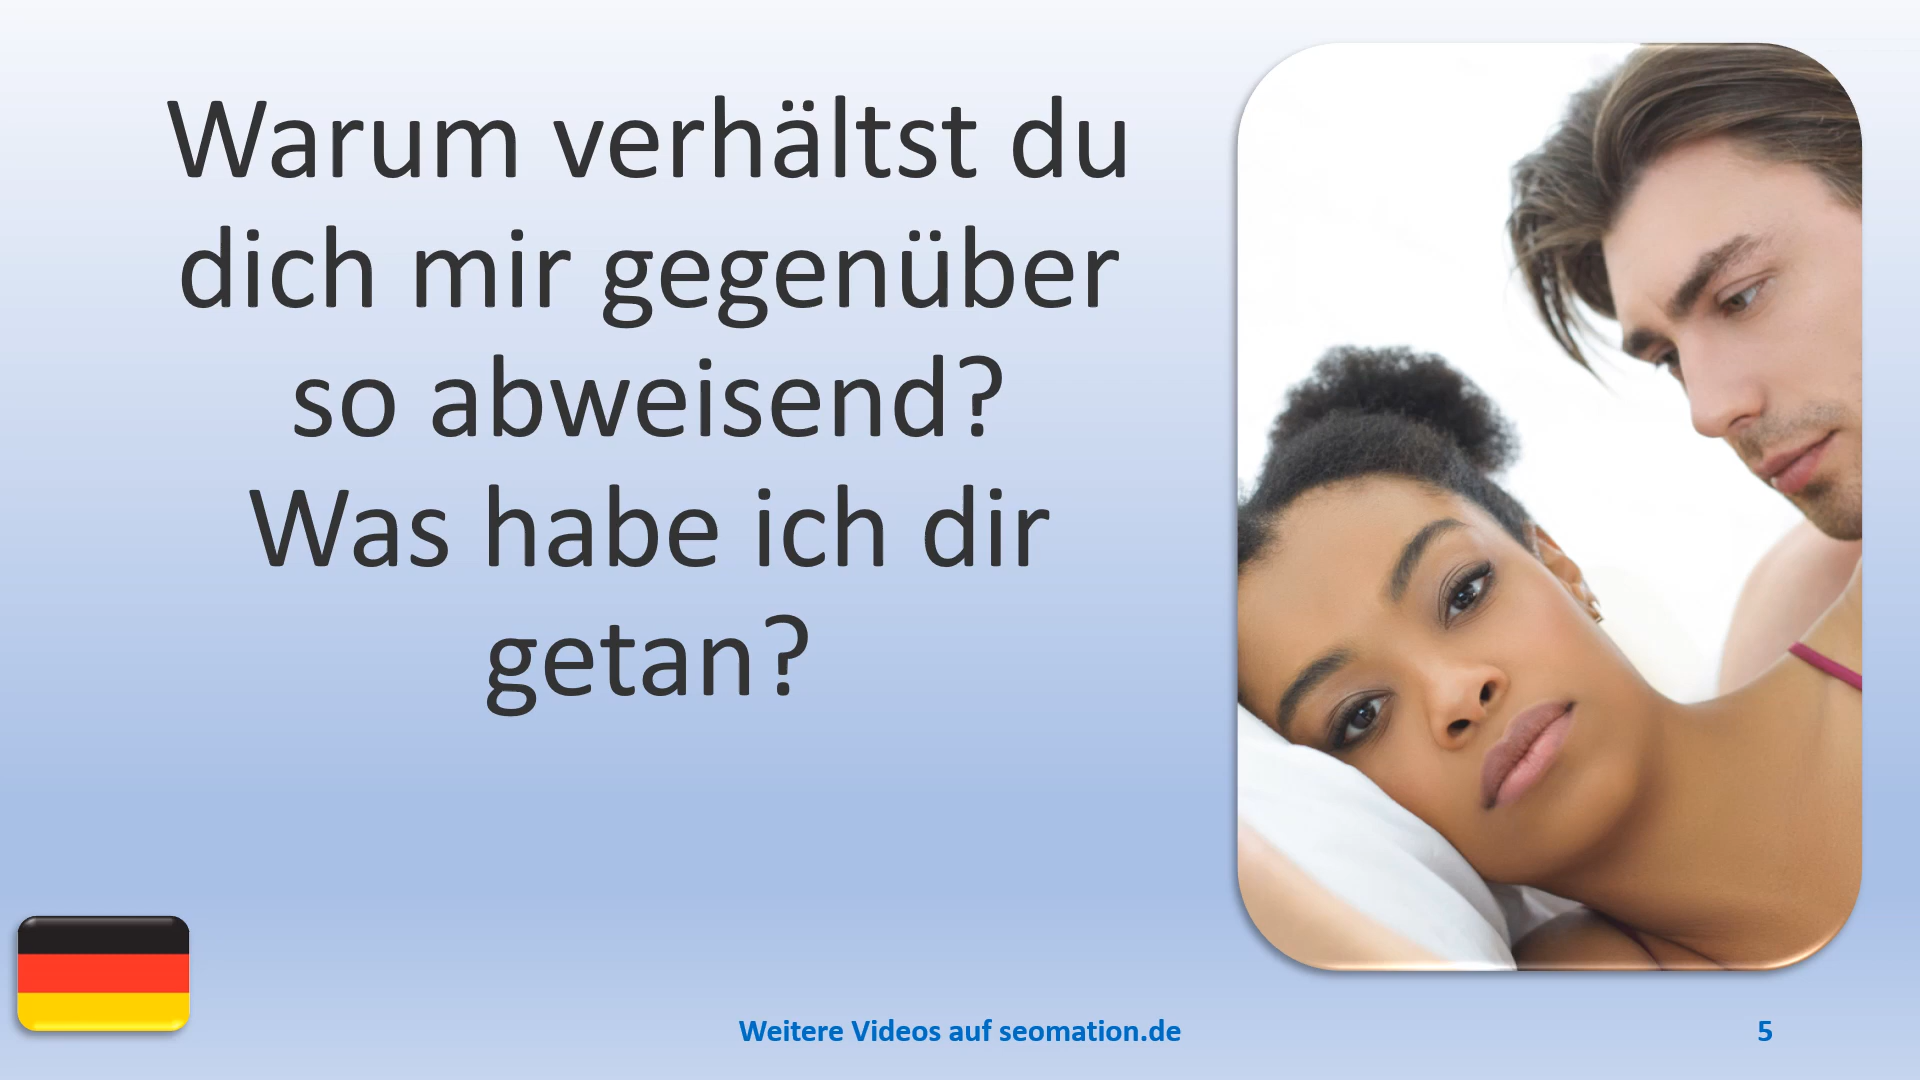 Warum verhältst du
dich mir gegenüber
so abweisend?
Was habe ich dir
getan?
Weitere Videos auf seomation.de
5